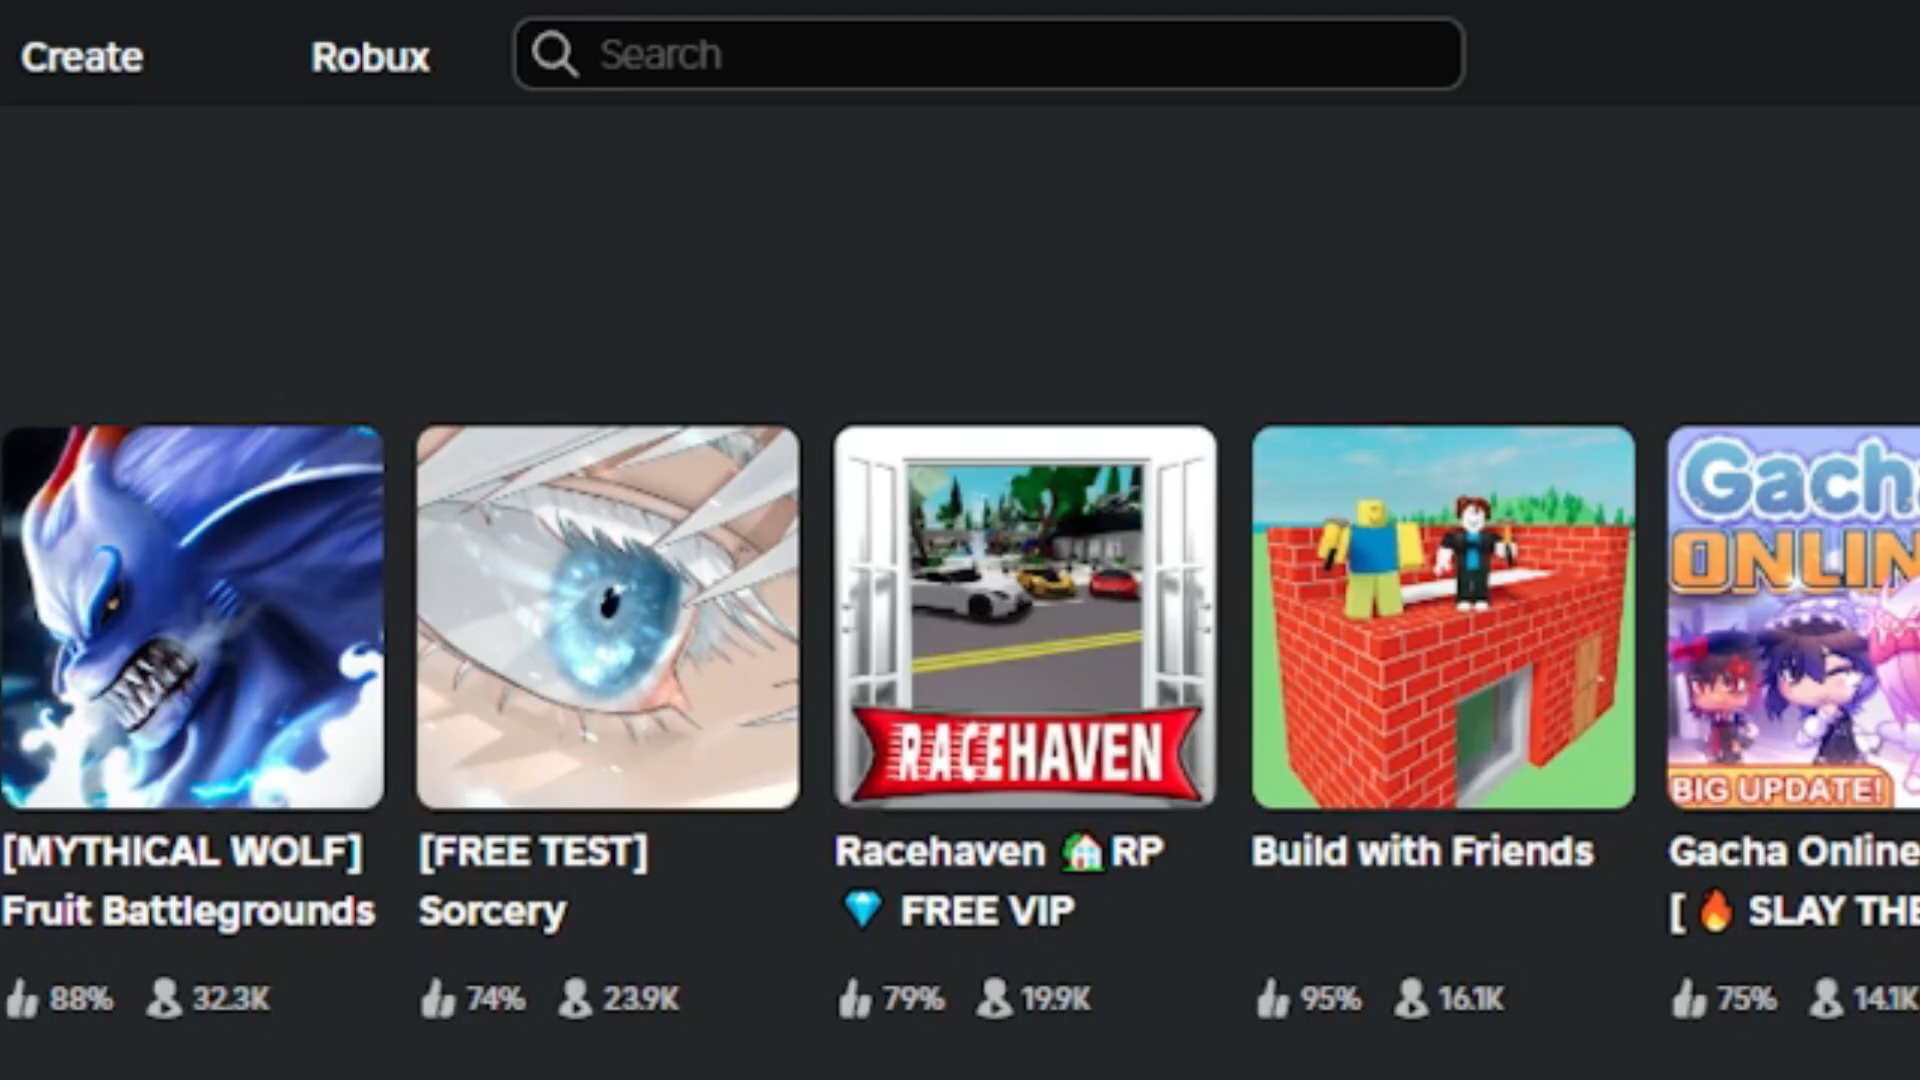 Create
Robux
Search
Gacha
ONLIN
RACEHAVEN
BIG UPDATE!
[MYTHICAL WOLF]
Fruit Battlegrounds
88% 32.3K
[FREE TEST]
Sorcery
74% 23.9K
Racehaven 🏡RP
💎 FREE VIP
79% 19.9K
Build with Friends
95% 16.1K
Gacha Online
[🔥 SLAY THE
75% 14.1K